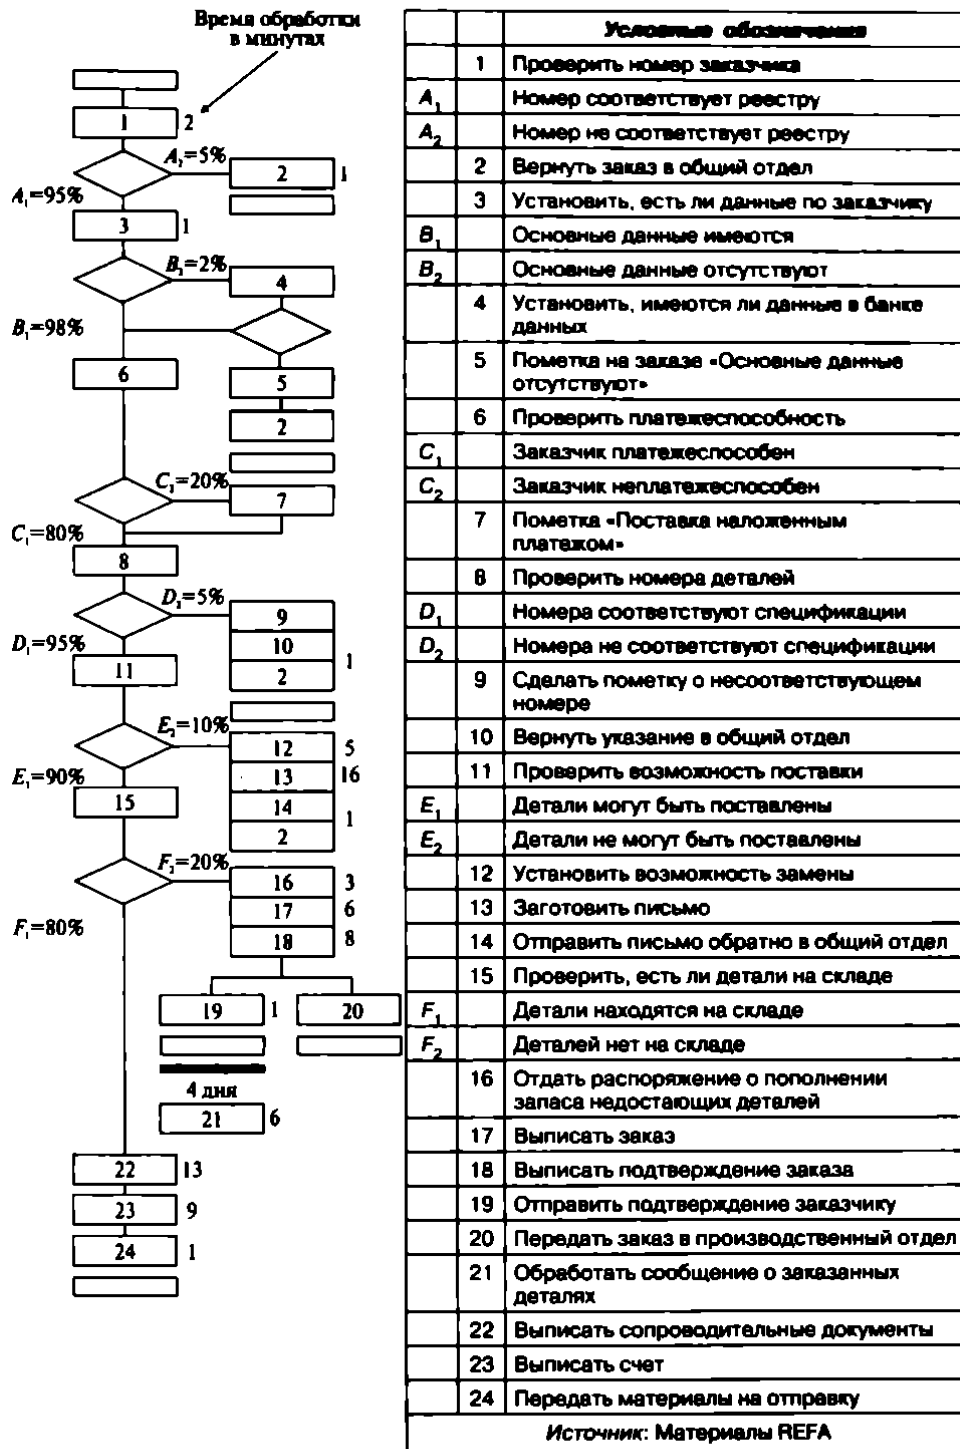 Время обработки
в минутах
1 2
A₂=5%
2 1
A₁=95%
3 1
B₂=2%
4
B₁=98%
6
5
2
C₂=20%
7
C₁=80%
8
D₂=5%
9
10
D₁=95%
11
2 1
E₂=10%
12 5
13 16
E₁=90%
15
14
1
2
F₂=20%
16 3
17 6
F₁=80%
18 8
19 1
20
4 дня
21 6
22 13
23 9
24 1
Условные обозначения
1 Проверить номер заказчика
A₁ Номер соответствует реестру
A₂ Номер не соответствует реестру
2 Вернуть заказ в общий отдел
3 Установить, есть ли данные по заказчику
B₁ Основные данные имеются
B₂ Основные данные отсутствуют
4 Установить, имеются ли данные в банке
данных
5 Пометка на заказе «Основные данные
отсутствуют»
6 Проверить платежеспособность
C₁ Заказчик платежеспособен
C₂ Заказчик неплатежеспособен
7 Пометка «Поставка наложенным
платажом»
8 Проверить номера деталей
D₁ Номера соответствуют спецификации
D₂ Номера не соответствуют спецификации
9 Сделать пометку о несоответствующем
номере
10 Вернуть указание в общий отдел
11 Проверить возможность поставки
E₁ Детали могут быть поставлены
E₂ Детали не могут быть поставлены
12 Установить возможность замены
13 Заготовить письмо
14 Отправить письмо обратно в общий отдел
15 Проверить, есть ли детали на складе
F₁ Детали находятся на складе
F₂ Деталей нет на складе
16 Отдать распоряжение о пополнении
запаса недостающих деталей
17 Выписать заказ
18 Выписать подтверждение заказа
19 Отправить подтверждение заказчику
20 Передать заказ в производственный отдел
21 Обработать сообщение о заказанных
деталях
22 Выписать сопроводительные документы
23 Выписать счет
24 Передать материалы на отправку
Источник: Материалы REFA